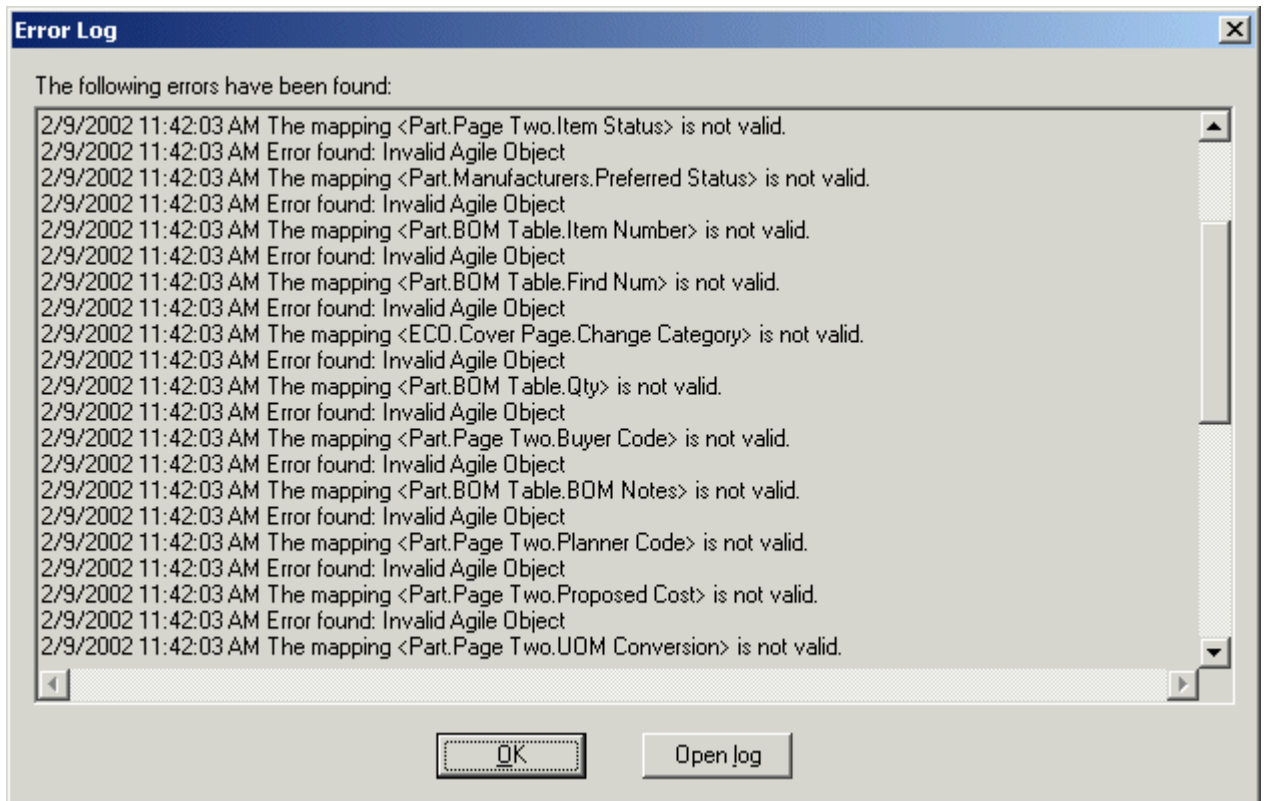 Error Log
The following errors have been found:
2/9/2002 11:42:03 AM The mapping <Part.Page Two.Item Status> is not valid.
2/9/2002 11:42:03 AM Error found: Invalid Agile Object
2/9/2002 11:42:03 AM The mapping <Part.Manufacturers.Preferred Status> is not valid.
2/9/2002 11:42:03 AM Error found: Invalid Agile Object
2/9/2002 11:42:03 AM The mapping <Part.BOM Table.Item Number> is not valid.
2/9/2002 11:42:03 AM Error found: Invalid Agile Object
2/9/2002 11:42:03 AM The mapping <Part.BOM Table.Find Num> is not valid.
2/9/2002 11:42:03 AM Error found: Invalid Agile Object
2/9/2002 11:42:03 AM The mapping <ECO.Cover Page.Change Category> is not valid.
2/9/2002 11:42:03 AM Error found: Invalid Agile Object
2/9/2002 11:42:03 AM The mapping <Part.BOM Table.Qty> is not valid.
2/9/2002 11:42:03 AM Error found: Invalid Agile Object
2/9/2002 11:42:03 AM The mapping <Part.Page Two.Buyer Code> is not valid.
2/9/2002 11:42:03 AM Error found: Invalid Agile Object
2/9/2002 11:42:03 AM The mapping <Part.BOM Table.BOM Notes> is not valid.
2/9/2002 11:42:03 AM Error found: Invalid Agile Object
2/9/2002 11:42:03 AM The mapping <Part.Page Two.Planner Code> is not valid.
2/9/2002 11:42:03 AM Error found: Invalid Agile Object
2/9/2002 11:42:03 AM The mapping <Part.Page Two.Proposed Cost> is not valid.
2/9/2002 11:42:03 AM Error found: Invalid Agile Object
2/9/2002 11:42:03 AM The mapping <Part.Page Two.UOM Conversion> is not valid.
OK Open log